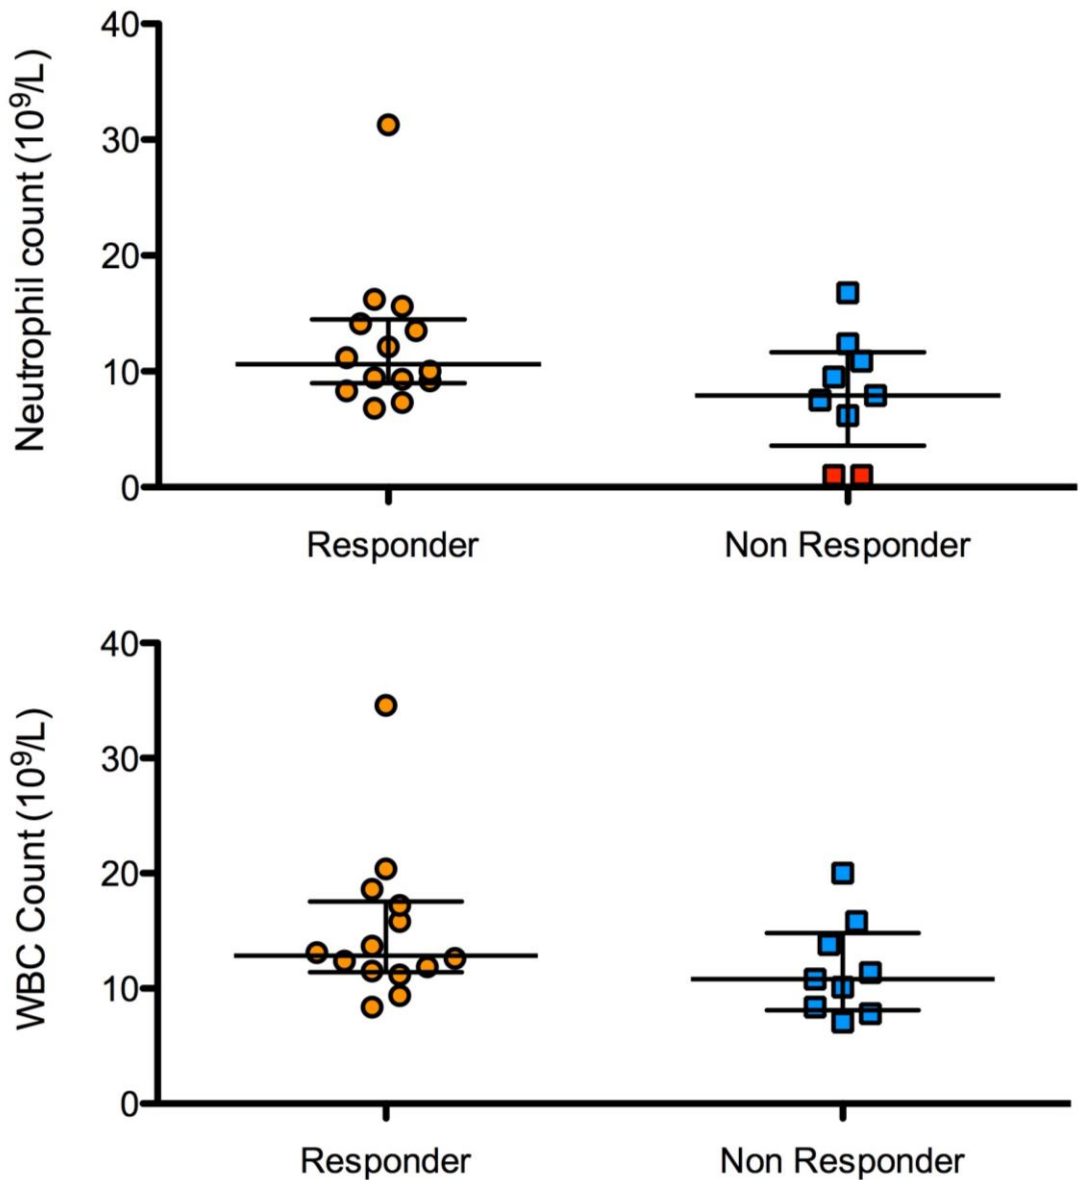 Neutrophil count (10⁹/L)
40
30
20
10
0
Responder
Non Responder
WBC Count (10⁹/L)
40
30
20
10
0
Responder
Non Responder